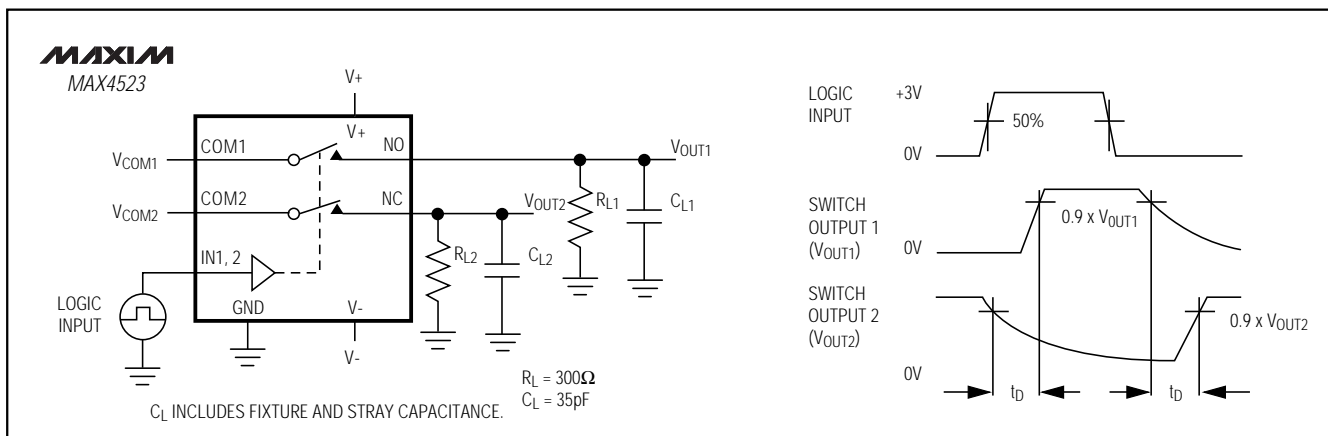 MAXIM
MAX4523
V+
V+
COM1
NO
VCOM1
VOUT1
COM2
NC
VCOM2
VOUT2
RL1
CL1
RL2
CL2
IN1, 2
LOGIC
INPUT
GND
V-
V-
RL = 300Ω
CL = 35pF
CL INCLUDES FIXTURE AND STRAY CAPACITANCE.
LOGIC
INPUT
+3V
50%
0V
SWITCH
OUTPUT 1
(VOUT1)
0.9 x VOUT1
0V
SWITCH
OUTPUT 2
(VOUT2)
0.9 x VOUT2
0V
tD
tD